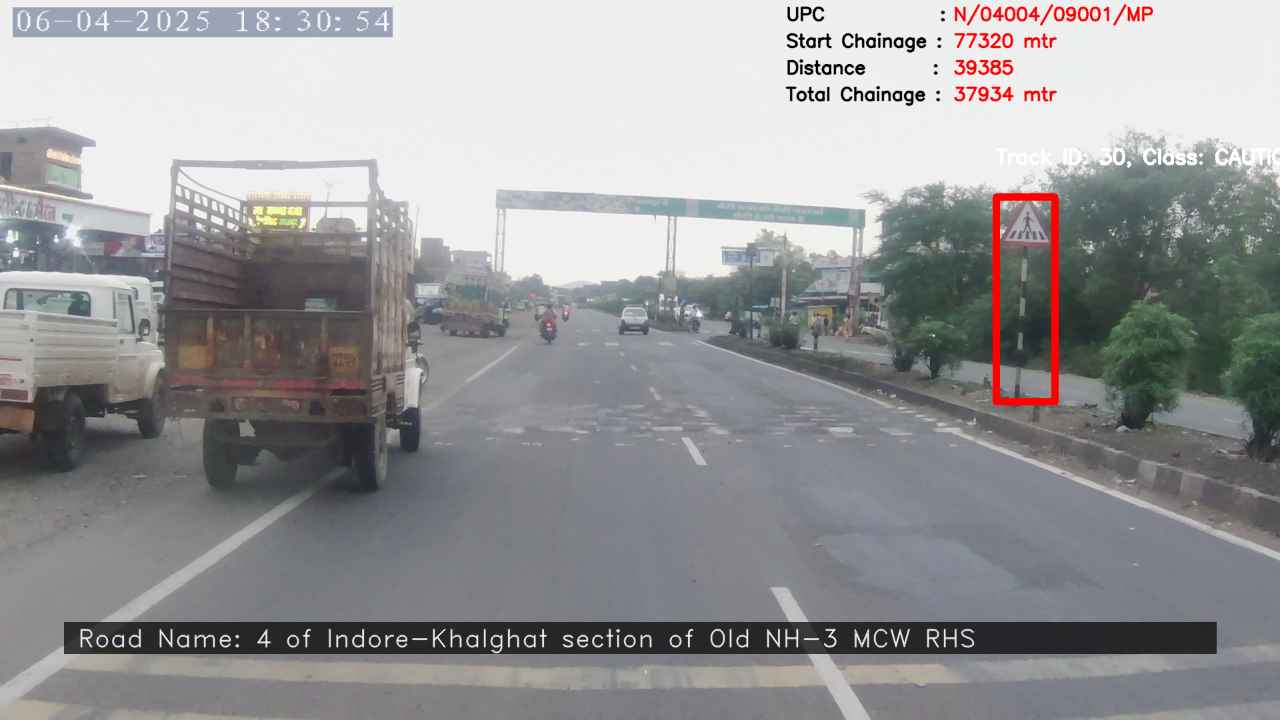 06-04-2025 18:30:54
UPC : N/04004/09001/MP
Start Chainage : 77320 mtr
Distance : 39385
Total Chainage : 37934 mtr
Track ID: 30, Class: CAUTIO
Road Name: 4 of Indore-Khalghat section of Old NH-3 MCW RHS